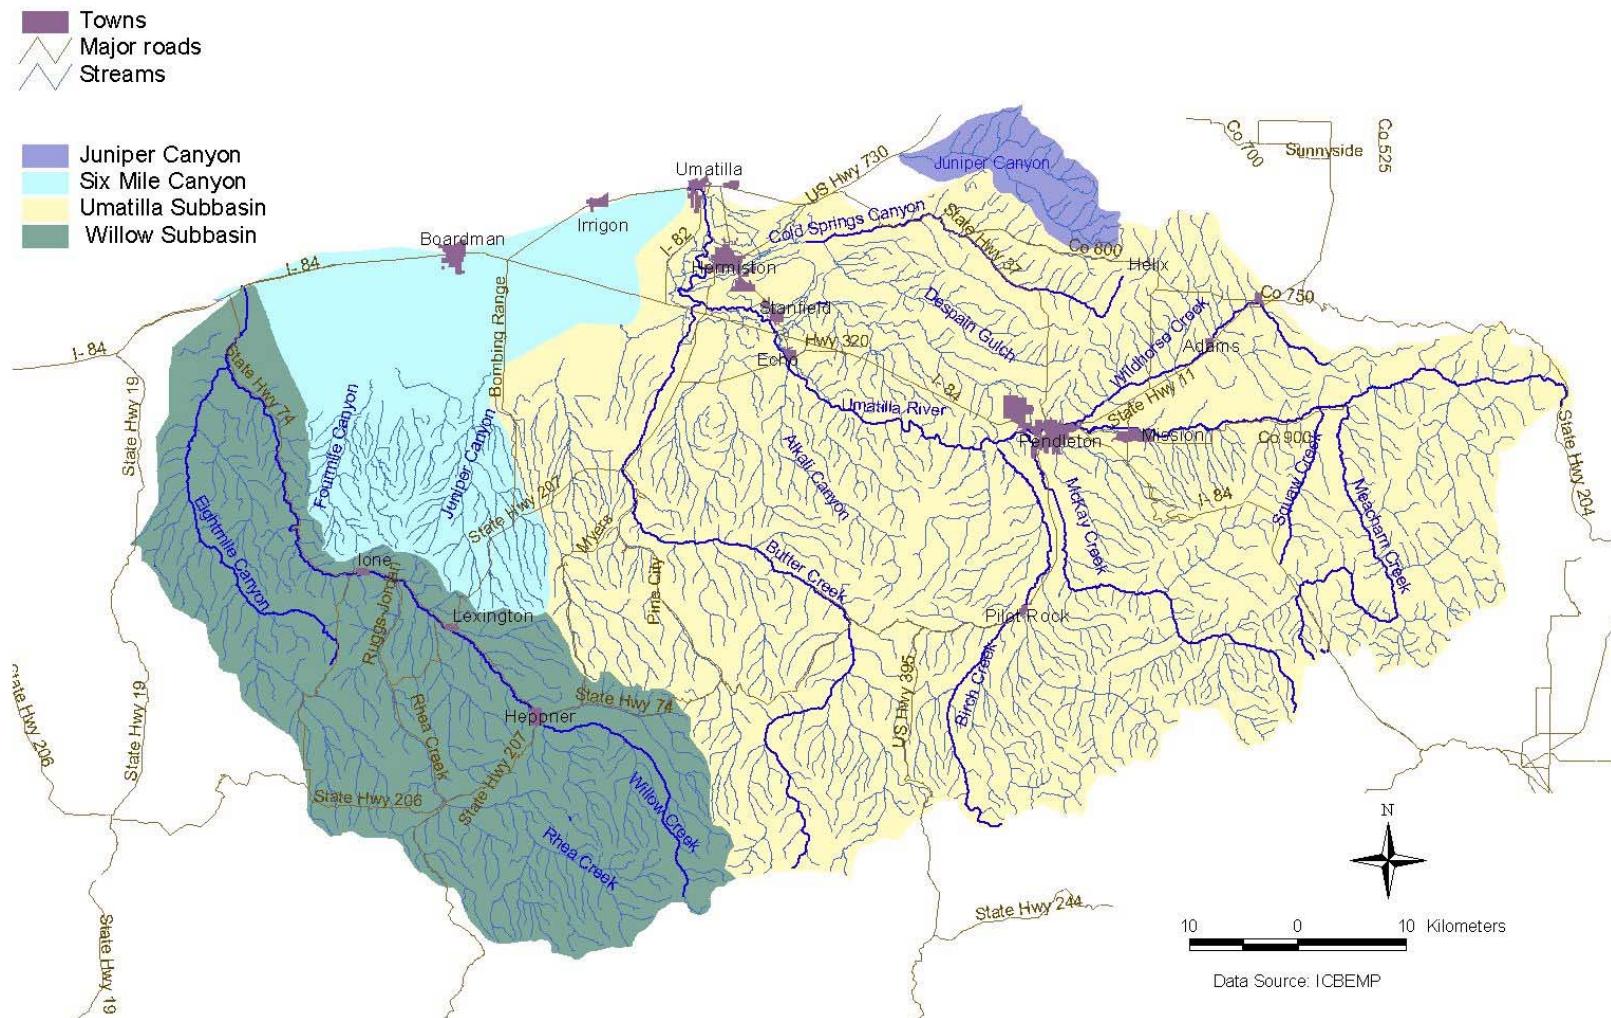 Towns
Major roads
Streams
Juniper Canyon
Six Mile Canyon
Umatilla Subbasin
Willow Subbasin
Co 700
Sunnyside
Co 525
Umatilla
US Hwy 730
Juniper Canyon
Irrigon
Boardman
I- 82
Cold Springs Canyon
State Hwy 37
Co 800
Helix
I- 84
Hermiston
Bombing Range
Stanfield
Despain Gulch
Co 750
Wildhorse Creek
Adams
I- 84
State Hwy 74
Echo
Hwy 320
I- 84
State Hwy 11
State Hwy 19
Umatilla River
Pendleton
Mission
Co 900
State Hwy 204
Fourmile Canyon
Juniper Canyon
State Hwy 207
Alkali Canyon
McKay Creek
I- 84
Squaw Creek
Meacham Creek
Eightmile Canyon
Myers
Ione
Ruggs-Jordan
Butter Creek
Pine City
Lexington
Pilot Rock
State Hwy 206
State Hwy 19
Rhea Creek
Heppner
State Hwy 74
US Hwy 395
Birch Creek
State Hwy 207
State Hwy 206
Willow Creek
Rhea Creek
N
State Hwy 244
State Hwy 19
10 0 10 Kilometers
Data Source: ICBEMP